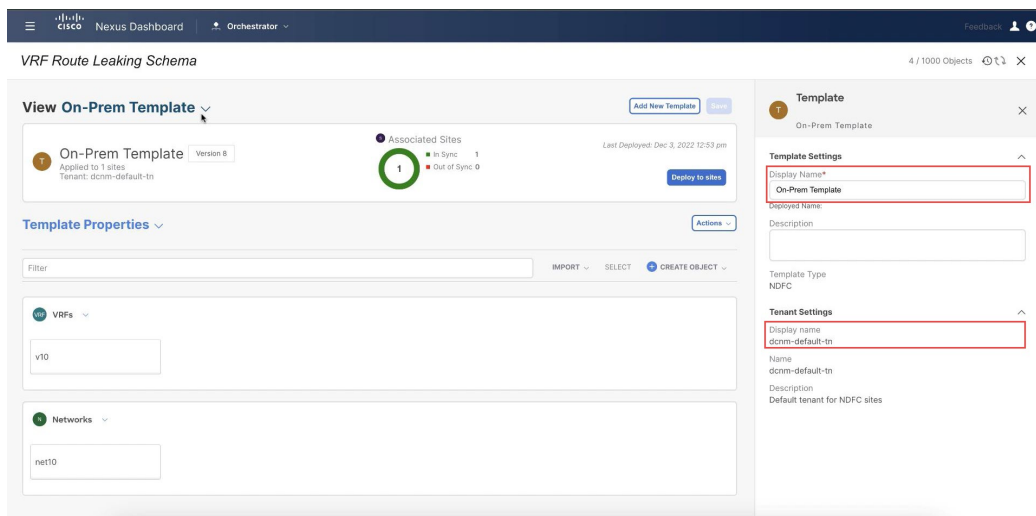 CISCO Nexus Dashboard Orchestrator Feedback ?
VRF Route Leaking Schema 4 / 1000 Objects
View On-Prem Template Add New Template Save
T On-Prem Template Version 8
Applied to 1 sites
Tenant: dcnm-default-tn
Associated Sites
1
In Sync 1
Out of Sync 0
Last Deployed: Dec 3, 2022 12:53 pm
Deploy to sites
Template Properties Actions
Filter IMPORT SELECT CREATE OBJECT
VRF VRFs
v10
N Networks
net10
T Template
On-Prem Template
Template Settings
Display Name*
On-Prem Template
Deployed Name:
Description
Template Type
NDFC
Tenant Settings
Display name
dcnm-default-tn
Name
dcnm-default-tn
Description
Default tenant for NDFC sites